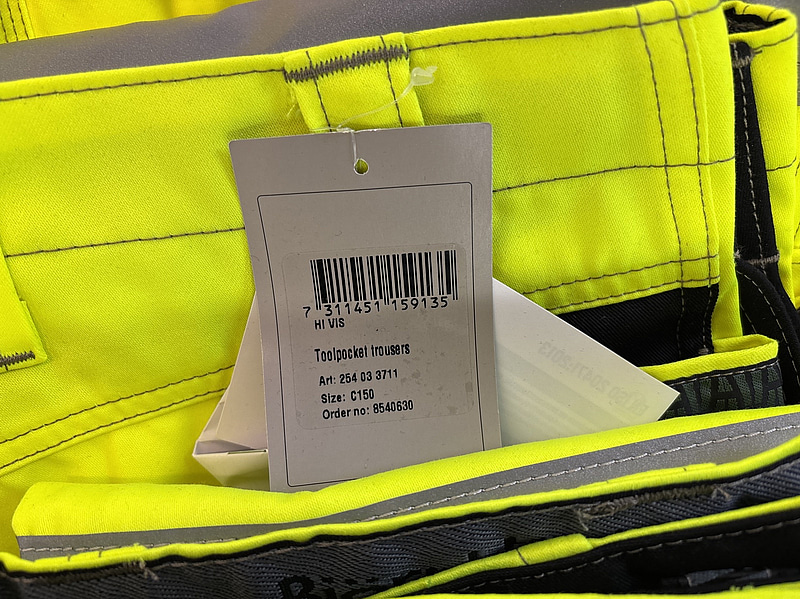 7 311451 159135
HI VIS
Toolpocket trousers
Art: 254 03 3711
Size: C150
Order no: 8540630